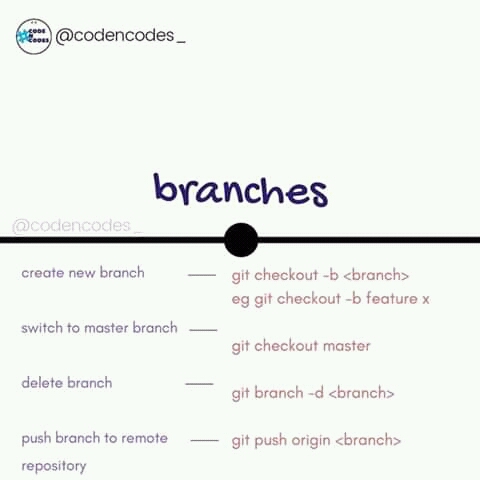 #CODE
N
CODES
@codencodes_
branches
@codencodes_
create new branch
git checkout -b <branch>
eg git checkout -b feature x
switch to master branch
git checkout master
delete branch
git branch -d <branch>
push branch to remote
repository
git push origin <branch>